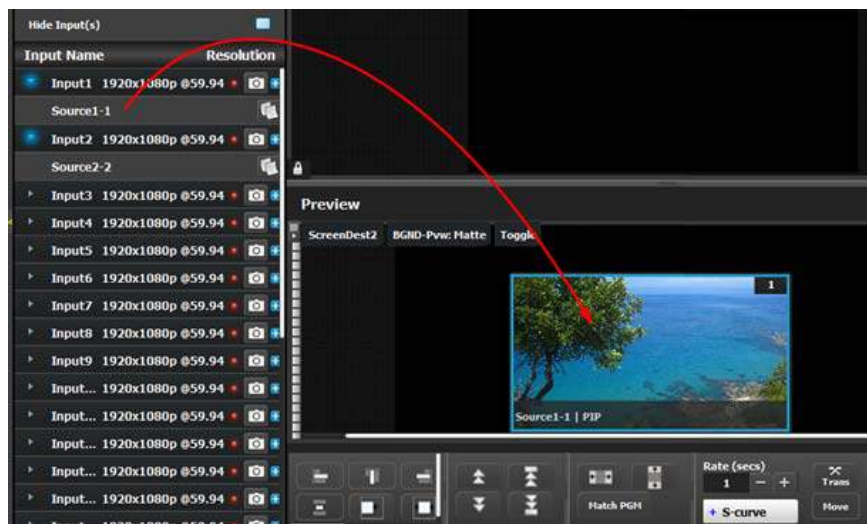 Hide Input(s)
Input Name Resolution
Input1 1920x1080p @59.94
Source1-1
Input2 1920x1080p @59.94
Source2-2
Input3 1920x1080p @59.94
Input4 1920x1080p @59.94
Input5 1920x1080p @59.94
Input6 1920x1080p @59.94
Input7 1920x1080p @59.94
Input8 1920x1080p @59.94
Input9 1920x1080p @59.94
Input... 1920x1080p @59.94
Input... 1920x1080p @59.94
Input... 1920x1080p @59.94
Input... 1920x1080p @59.94
Input... 1920x1080p @59.94
Preview
ScreenDest2 BGND-Pvw: Matte Toggle
1
Source1-1 | PIP
Match PGM
Rate (secs)
1 - +
+ S-curve
Trans
Move